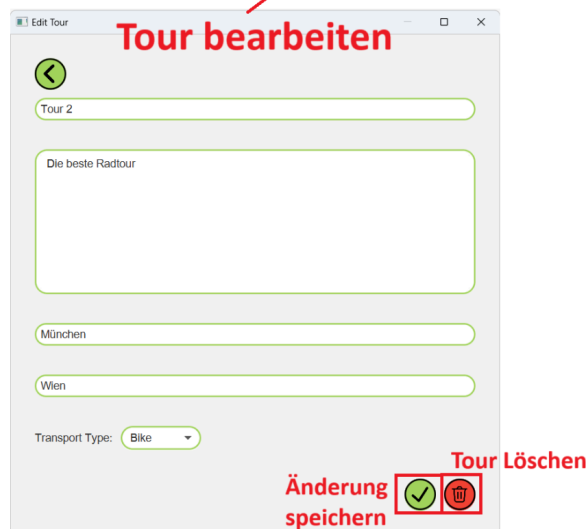 Edit Tour
Tour bearbeiten
Tour 2
Die beste Radtour
München
Wien
Transport Type: Bike
Tour Löschen
Änderung
speichern